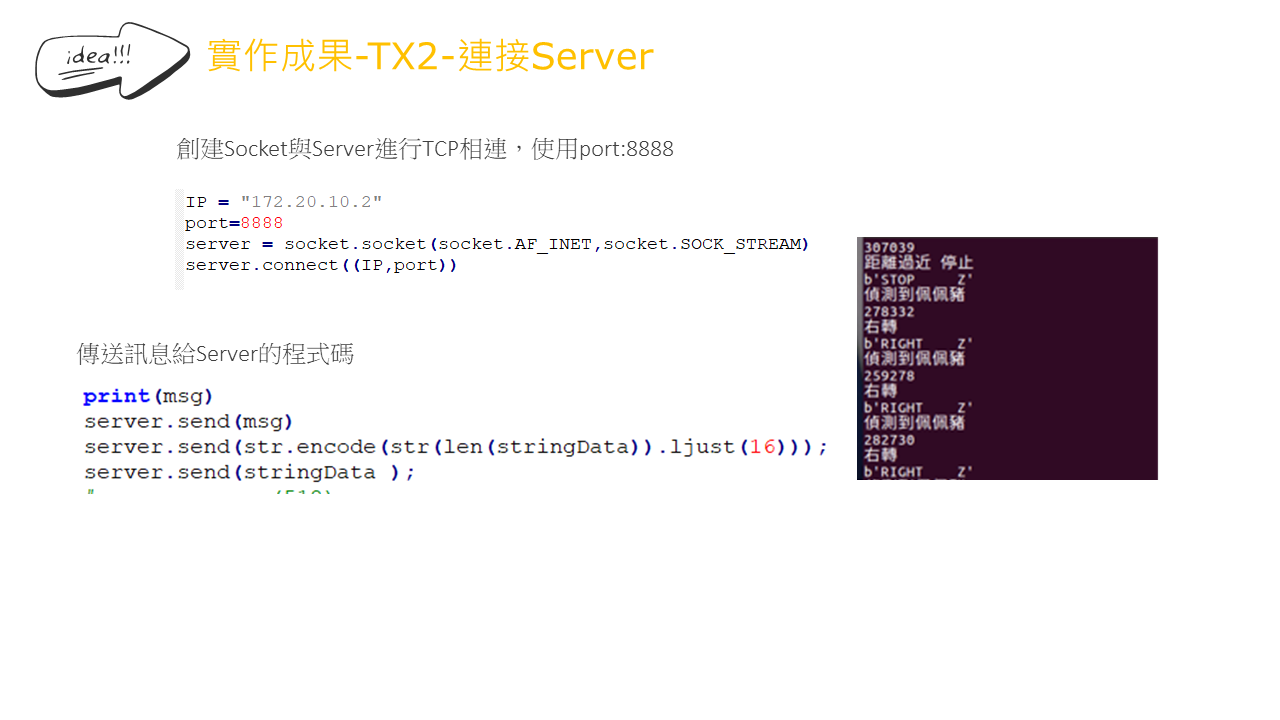 idea!!!
實作成果-TX2-連接Server
創建Socket與Server進行TCP相連，使用port:8888
IP = "172.20.10.2"
port=8888
server = socket.socket(socket.AF_INET,socket.SOCK_STREAM)
server.connect((IP,port))
傳送訊息給Server的程式碼
print(msg)
server.send(msg)
server.send(str.encode(str(len(stringData)).ljust(16)));
server.send(stringData );
307039
距離過近 停止
b'STOP    Z'
偵測到佩佩豬
278332
右轉
b'RIGHT    Z'
偵測到佩佩豬
259278
右轉
b'RIGHT    Z'
偵測到佩佩豬
282730
右轉
b'RIGHT    Z'